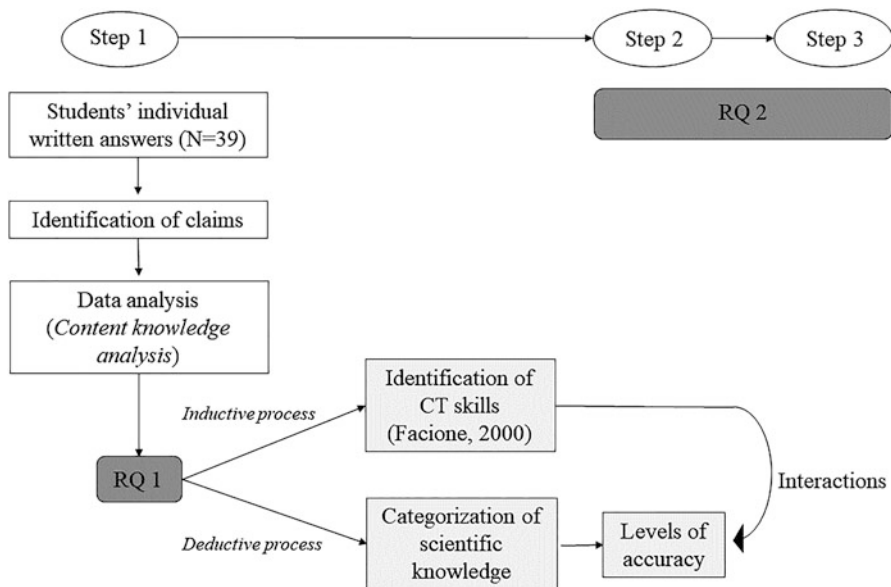 Step 1
Step 2
Step 3
Students’ individual
written answers (N=39)
RQ 2
Identification of claims
Data analysis
(Content knowledge
analysis)
Inductive process
Identification of
CT skills
(Facione, 2000)
RQ 1
Interactions
Deductive process
Categorization of
scientific
knowledge
Levels of
accuracy